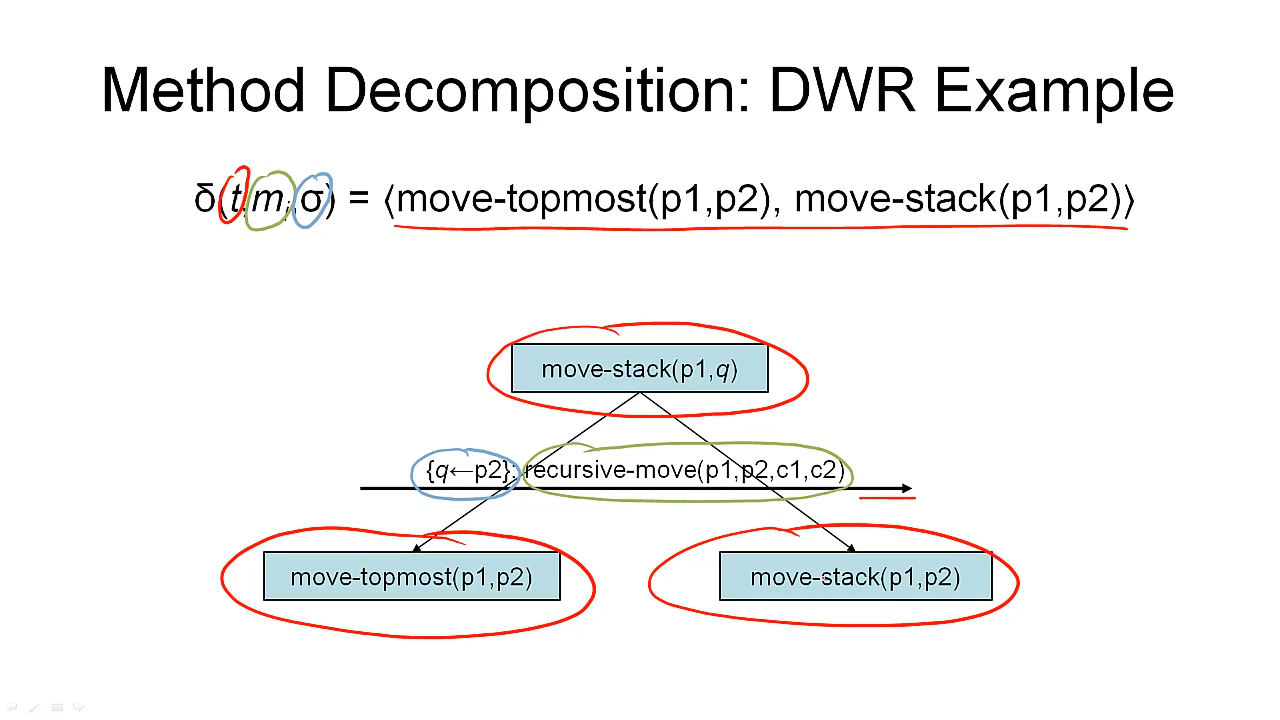 Method Decomposition: DWR Example
δ(t,mᵢ,σ) = ⟨move-topmost(p1,p2), move-stack(p1,p2)⟩
move-stack(p1,q)
{q←p2}: recursive-move(p1,p2,c1,c2)
move-topmost(p1,p2)
move-stack(p1,p2)